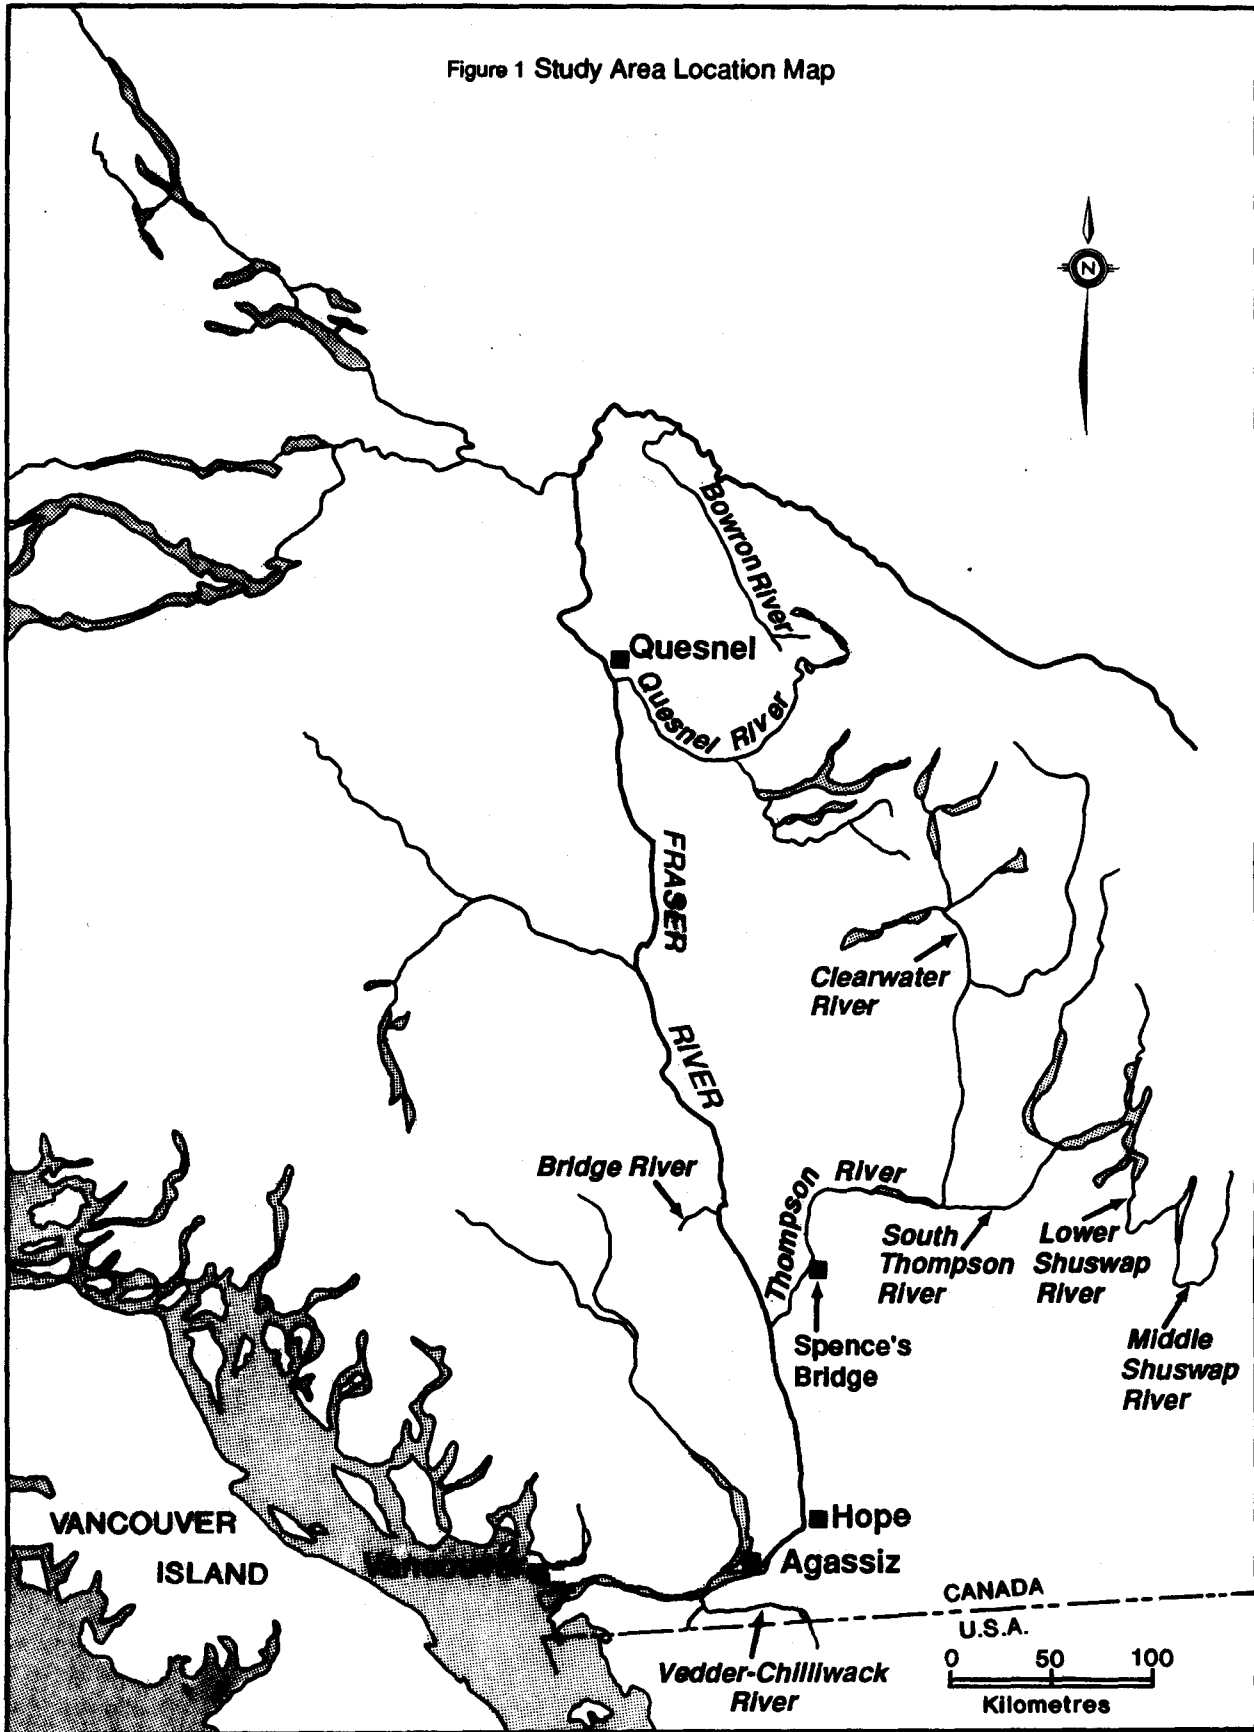 Figure 1 Study Area Location Map
N
Bowron River
Quesnel
Quesnel River
FRASER
RIVER
Clearwater
River
Bridge River
Thompson River
South
Thompson
River
Lower
Shuswap
River
Middle
Shuswap
River
Spence's
Bridge
Hope
Agassiz
Vancouver
VANCOUVER
ISLAND
CANADA
U.S.A.
Vedder-Chilliwack
River
0 50 100
Kilometres